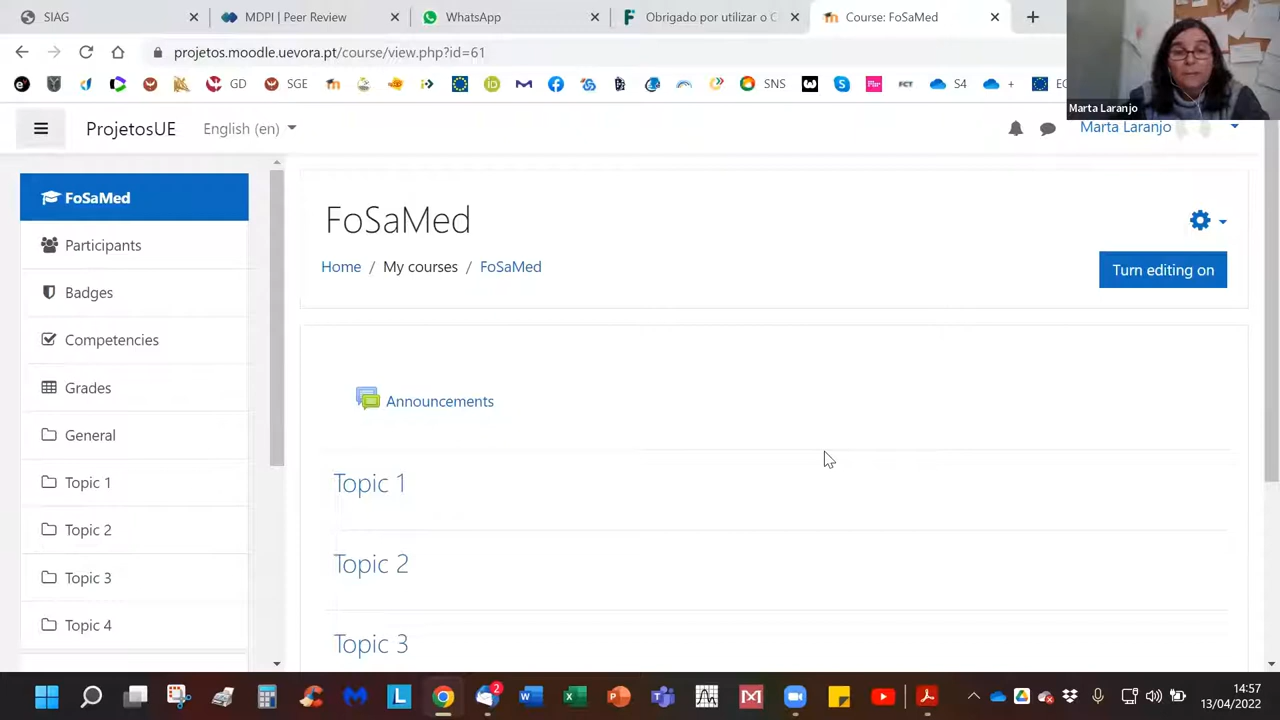 SIAG
MDPI | Peer Review
WhatsApp
Obrigado por utilizar o C
Course: FoSaMed
projetos.moodle.uevora.pt/course/view.php?id=61
GD
SGE
SNS
FCT
S4
+
Marta Laranjo
ProjetosUE
English (en)
Marta Laranjo
FoSaMed
Participants
Badges
Competencies
Grades
General
Topic 1
Topic 2
Topic 3
Topic 4
FoSaMed
Home / My courses / FoSaMed
Turn editing on
Announcements
Topic 1
Topic 2
Topic 3
2
14:57
13/04/2022